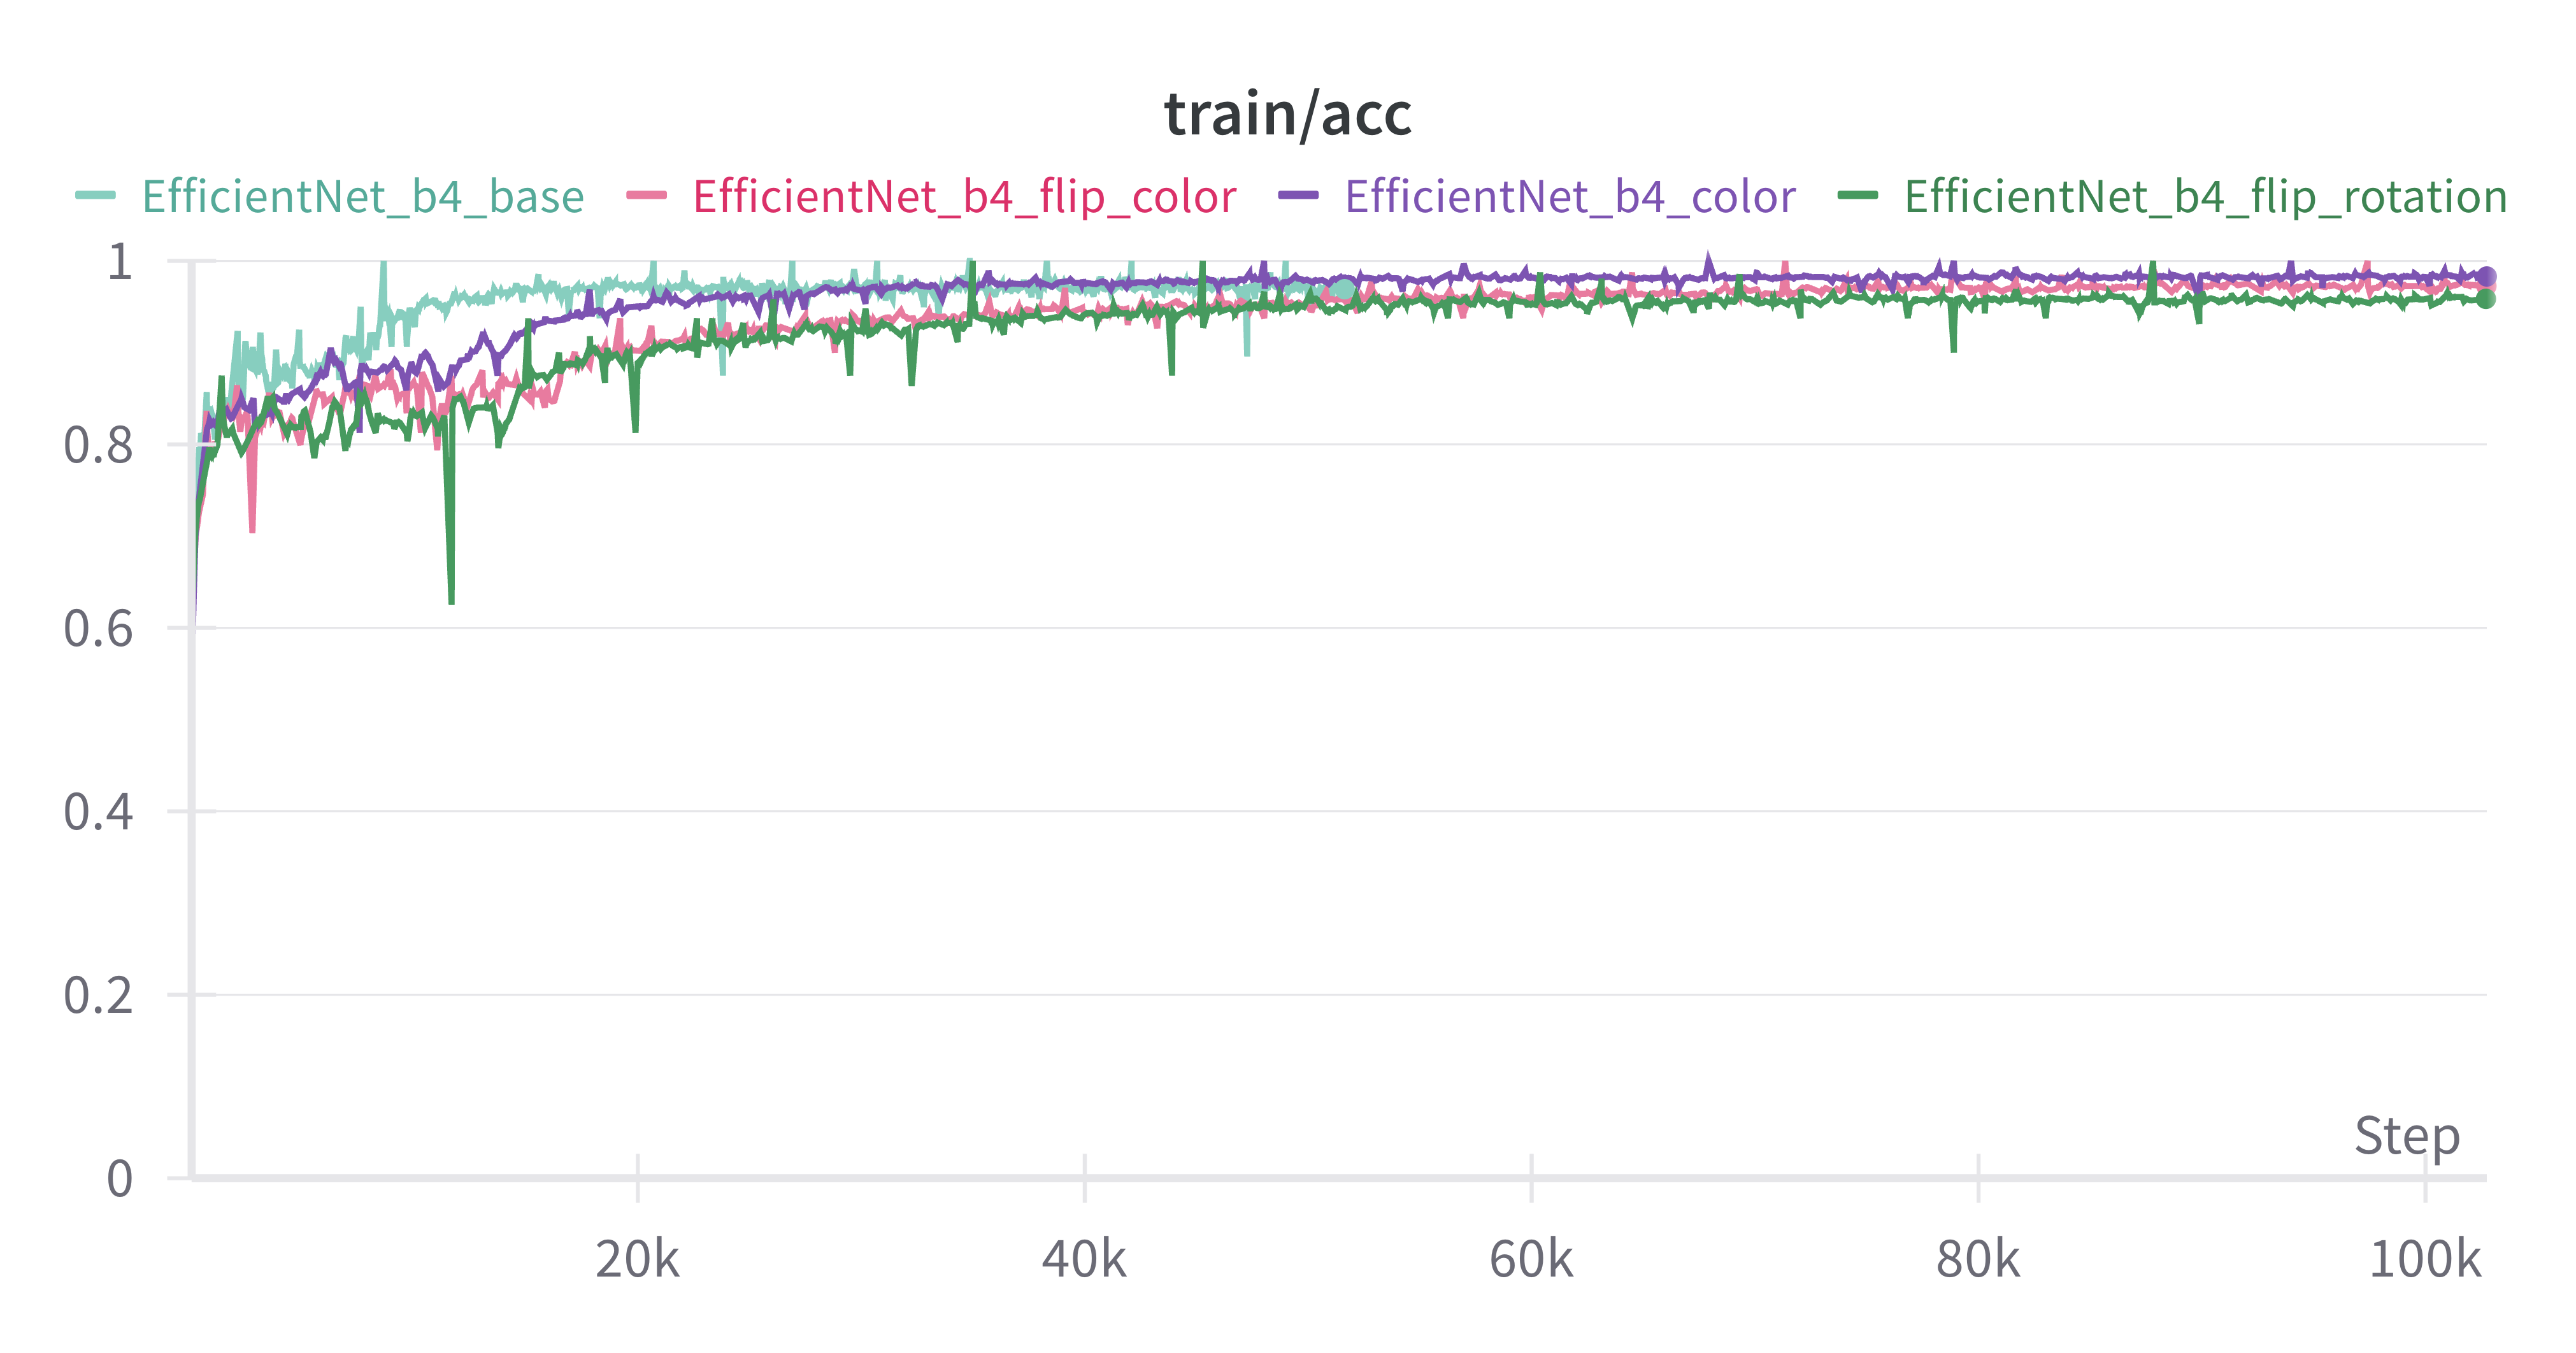 train/acc
EfficientNet_b4_base EfficientNet_b4_flip_color EfficientNet_b4_color EfficientNet_b4_flip_rotation
1
0.8
0.6
0.4
0.2
0
Step
20k 40k 60k 80k 100k